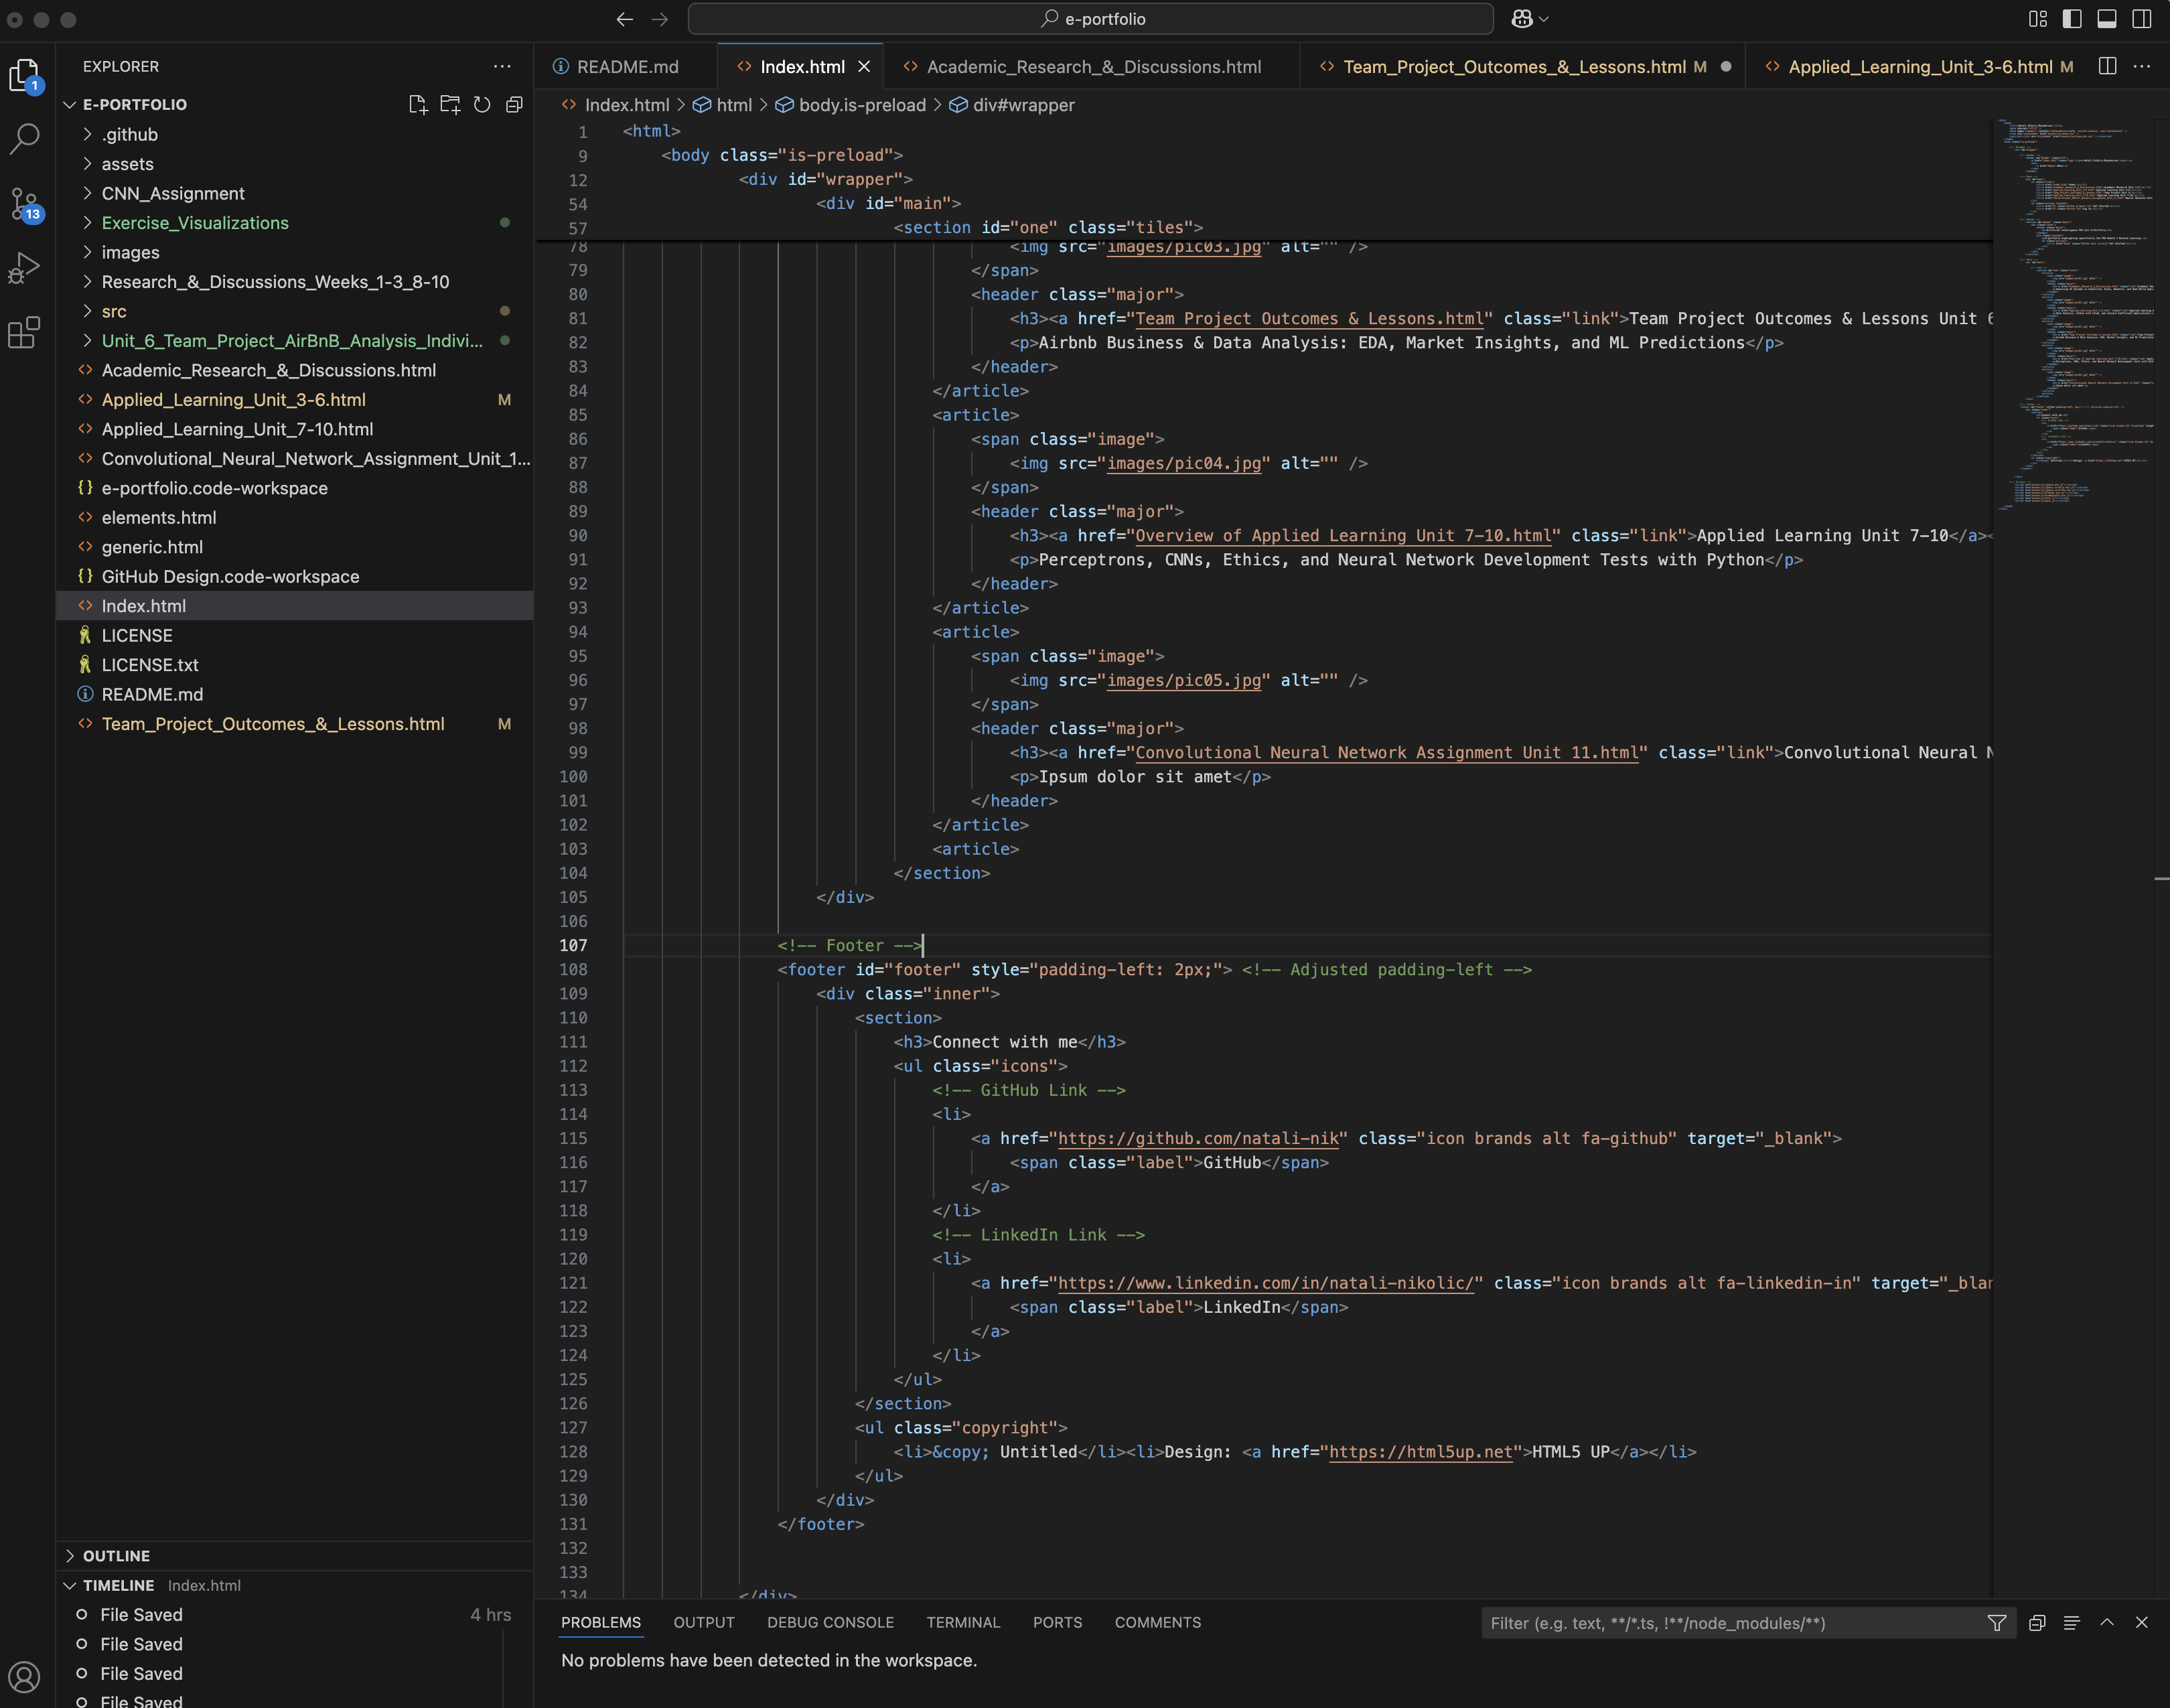 e-portfolio
EXPLORER
E-PORTFOLIO
.github
assets
CNN_Assignment
Exercise_Visualizations
images
Research_&_Discussions_Weeks_1-3_8-10
src
Unit_6_Team_Project_AirBnB_Analysis_Indivi...
Academic_Research_&_Discussions.html
Applied_Learning_Unit_3-6.html M
Applied_Learning_Unit_7-10.html
Convolutional_Neural_Network_Assignment_Unit_1...
{} e-portfolio.code-workspace
elements.html
generic.html
{} GitHub Design.code-workspace
Index.html
LICENSE
LICENSE.txt
README.md
Team_Project_Outcomes_&_Lessons.html M
OUTLINE
TIMELINE Index.html
File Saved 4 hrs
File Saved
File Saved
File Saved
1
13
README.md
Index.html
Academic_Research_&_Discussions.html
Team_Project_Outcomes_&_Lessons.html M
Applied_Learning_Unit_3-6.html M
Index.html > html > body.is-preload > div#wrapper
1 <html>
9 <body class="is-preload">
12 <div id="wrapper">
54 <div id="main">
57 <section id="one" class="tiles">
78 <img src="images/pic03.jpg" alt="" />
79 </span>
80 <header class="major">
81 <h3><a href="Team Project Outcomes & Lessons.html" class="link">Team Project Outcomes & Lessons Unit 6
82 <p>Airbnb Business & Data Analysis: EDA, Market Insights, and ML Predictions</p>
83 </header>
84 </article>
85 <article>
86 <span class="image">
87 <img src="images/pic04.jpg" alt="" />
88 </span>
89 <header class="major">
90 <h3><a href="Overview of Applied Learning Unit 7-10.html" class="link">Applied Learning Unit 7-10</a><
91 <p>Perceptrons, CNNs, Ethics, and Neural Network Development Tests with Python</p>
92 </header>
93 </article>
94 <article>
95 <span class="image">
96 <img src="images/pic05.jpg" alt="" />
97 </span>
98 <header class="major">
99 <h3><a href="Convolutional Neural Network Assignment Unit 11.html" class="link">Convolutional Neural N
100 <p>Ipsum dolor sit amet</p>
101 </header>
102 </article>
103 <article>
104 </section>
105 </div>
106
107 <!-- Footer -->
108 <footer id="footer" style="padding-left: 2px;"> <!-- Adjusted padding-left -->
109 <div class="inner">
110 <section>
111 <h3>Connect with me</h3>
112 <ul class="icons">
113 <!-- GitHub Link -->
114 <li>
115 <a href="https://github.com/natali-nik" class="icon brands alt fa-github" target="_blank">
116 <span class="label">GitHub</span>
117 </a>
118 </li>
119 <!-- LinkedIn Link -->
120 <li>
121 <a href="https://www.linkedin.com/in/natali-nikolic/" class="icon brands alt fa-linkedin-in" target="_blan
122 <span class="label">LinkedIn</span>
123 </a>
124 </li>
125 </ul>
126 </section>
127 <ul class="copyright">
128 <li>&copy; Untitled</li><li>Design: <a href="https://html5up.net">HTML5 UP</a></li>
129 </ul>
130 </div>
131 </footer>
132
133
134 </div>
PROBLEMS OUTPUT DEBUG CONSOLE TERMINAL PORTS COMMENTS
Filter (e.g. text, **/*.ts, !**/node_modules/**)
No problems have been detected in the workspace.